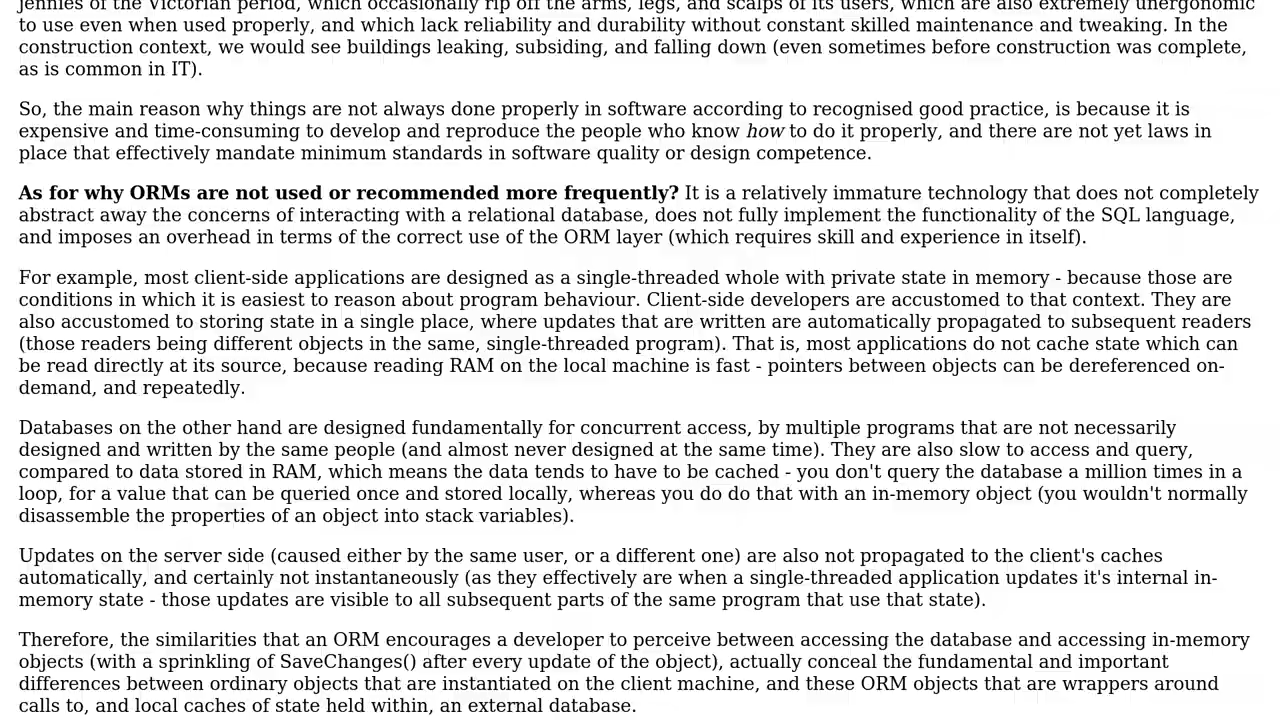 jennies of the Victorian period, which occasionally rip off the arms, legs, and scalps of its users, which are also extremely unergonomic
to use even when used properly, and which lack reliability and durability without constant skilled maintenance and tweaking. In the
construction context, we would see buildings leaking, subsiding, and falling down (even sometimes before construction was complete,
as is common in IT).
So, the main reason why things are not always done properly in software according to recognised good practice, is because it is
expensive and time-consuming to develop and reproduce the people who know how to do it properly, and there are not yet laws in
place that effectively mandate minimum standards in software quality or design competence.
As for why ORMs are not used or recommended more frequently? It is a relatively immature technology that does not completely
abstract away the concerns of interacting with a relational database, does not fully implement the functionality of the SQL language,
and imposes an overhead in terms of the correct use of the ORM layer (which requires skill and experience in itself).
For example, most client-side applications are designed as a single-threaded whole with private state in memory - because those are
conditions in which it is easiest to reason about program behaviour. Client-side developers are accustomed to that context. They are
also accustomed to storing state in a single place, where updates that are written are automatically propagated to subsequent readers
(those readers being different objects in the same, single-threaded program). That is, most applications do not cache state which can
be read directly at its source, because reading RAM on the local machine is fast - pointers between objects can be dereferenced on-
demand, and repeatedly.
Databases on the other hand are designed fundamentally for concurrent access, by multiple programs that are not necessarily
designed and written by the same people (and almost never designed at the same time). They are also slow to access and query,
compared to data stored in RAM, which means the data tends to have to be cached - you don't query the database a million times in a
loop, for a value that can be queried once and stored locally, whereas you do do that with an in-memory object (you wouldn't normally
disassemble the properties of an object into stack variables).
Updates on the server side (caused either by the same user, or a different one) are also not propagated to the client's caches
automatically, and certainly not instantaneously (as they effectively are when a single-threaded application updates it's internal in-
memory state - those updates are visible to all subsequent parts of the same program that use that state).
Therefore, the similarities that an ORM encourages a developer to perceive between accessing the database and accessing in-memory
objects (with a sprinkling of SaveChanges() after every update of the object), actually conceal the fundamental and important
differences between ordinary objects that are instantiated on the client machine, and these ORM objects that are wrappers around
calls to, and local caches of state held within, an external database.